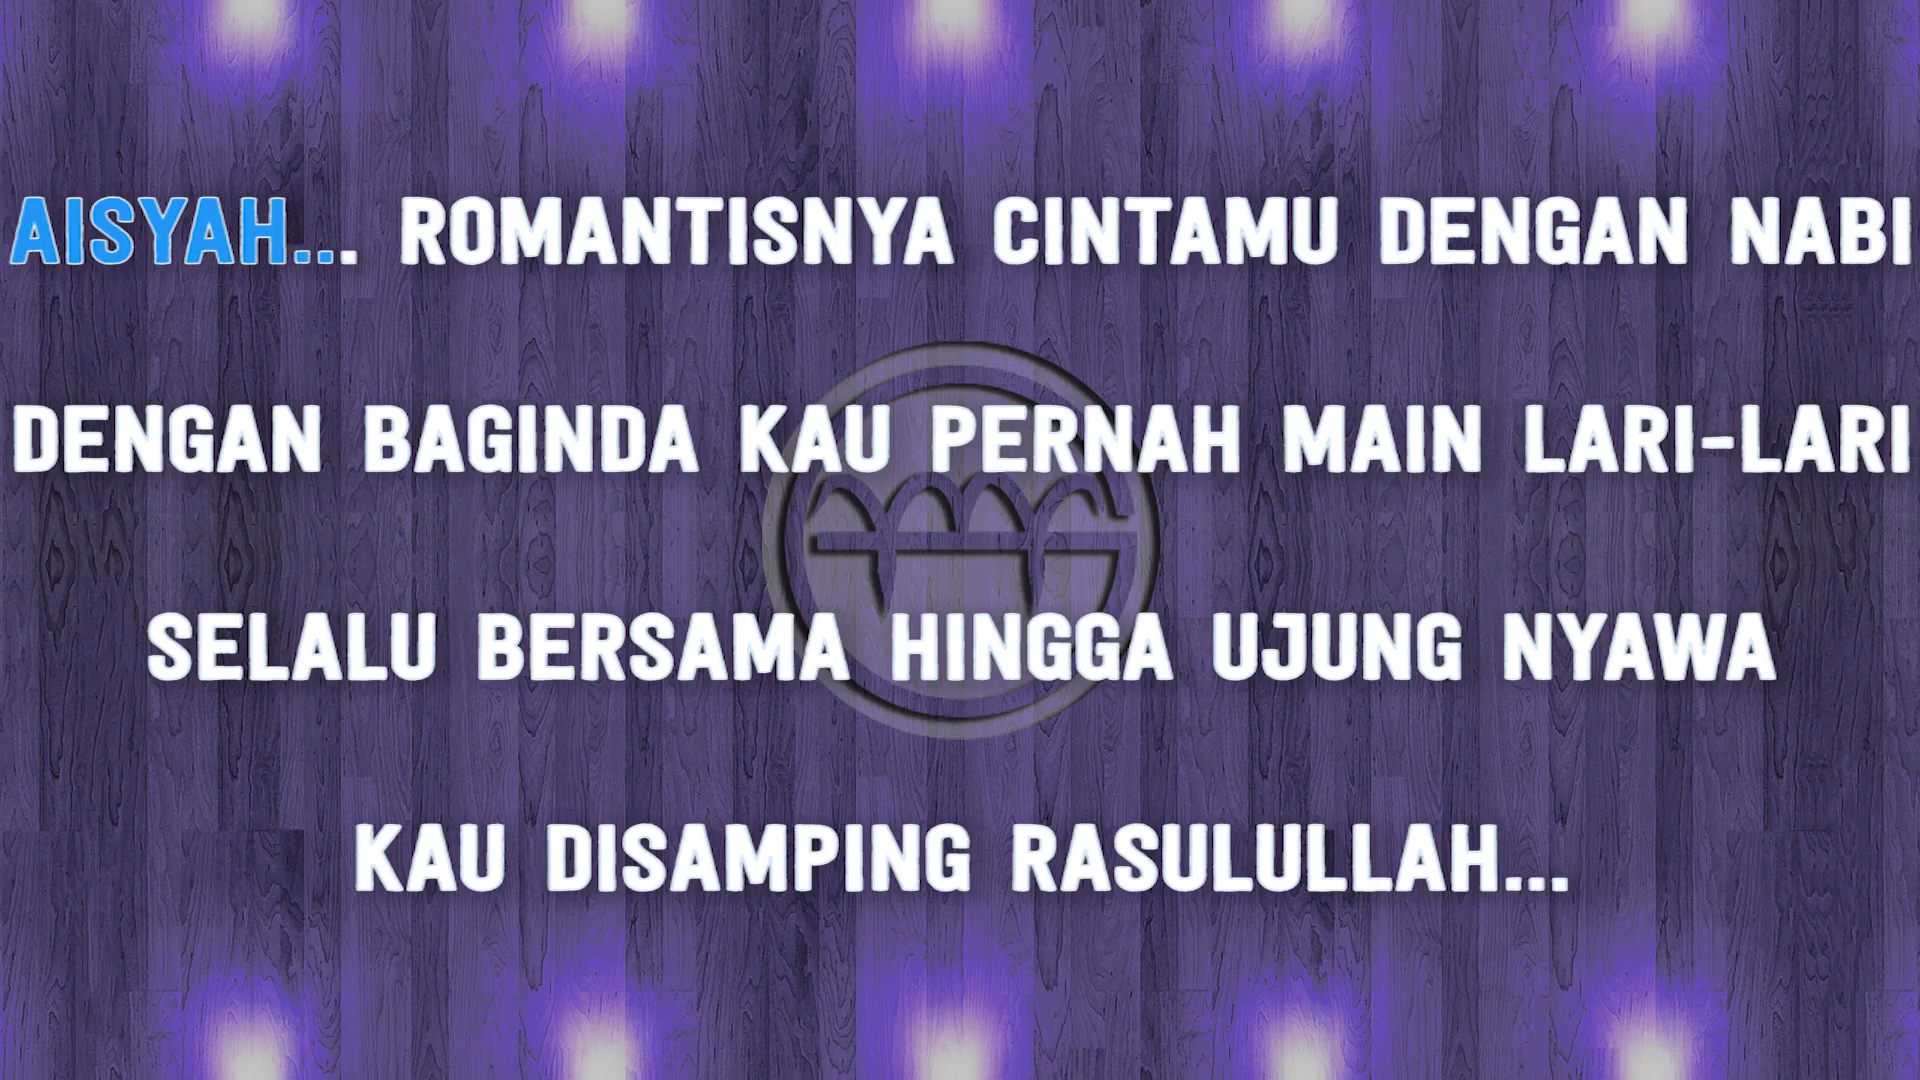 AISYAH... ROMANTISNYA CINTAMU DENGAN NABI
DENGAN BAGINDA KAU PERNAH MAIN LARI-LARI
SELALU BERSAMA HINGGA UJUNG NYAWA
KAU DISAMPING RASULULLAH...